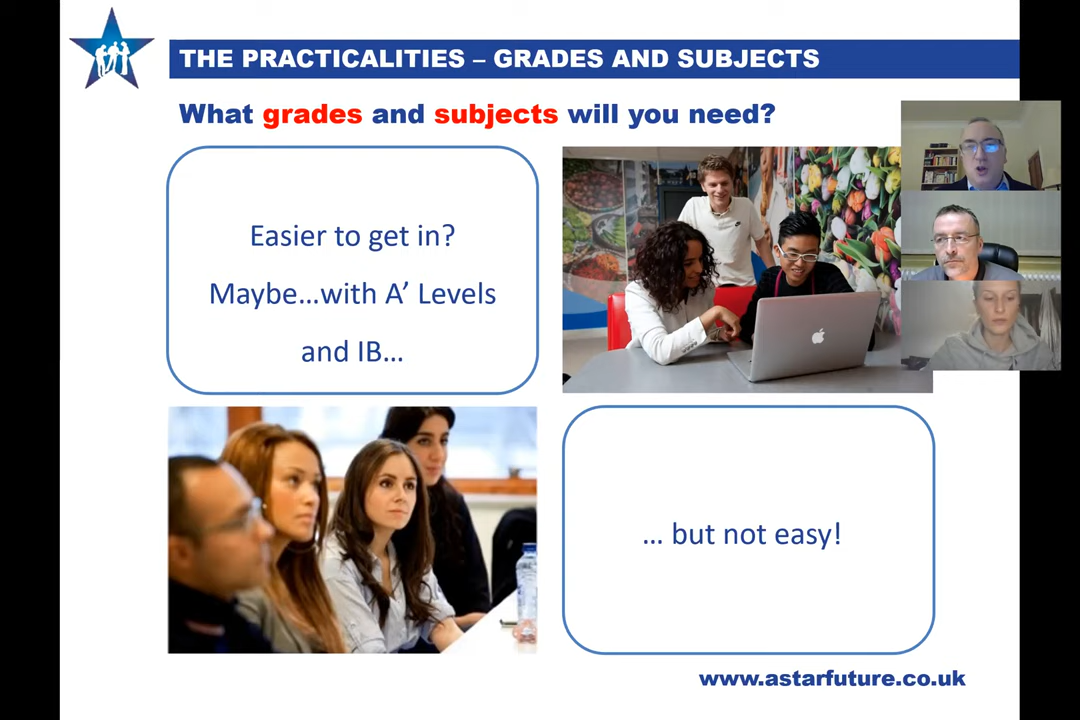 THE PRACTICALITIES – GRADES AND SUBJECTS
What grades and subjects will you need?
Easier to get in?
Maybe...with A’ Levels
and IB...
... but not easy!
www.astarfuture.co.uk